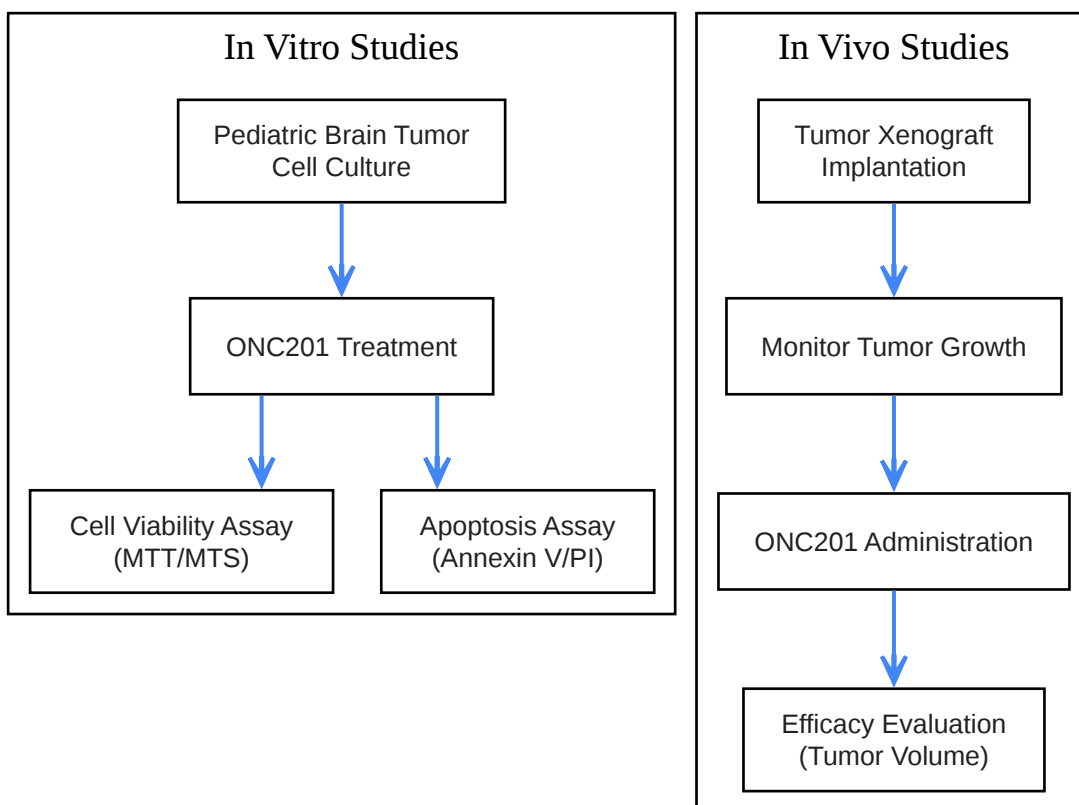 In Vitro Studies
Pediatric Brain Tumor
Cell Culture
ONC201 Treatment
Cell Viability Assay
(MTT/MTS)
Apoptosis Assay
(Annexin V/PI)
In Vivo Studies
Tumor Xenograft
Implantation
Monitor Tumor Growth
ONC201 Administration
Efficacy Evaluation
(Tumor Volume)